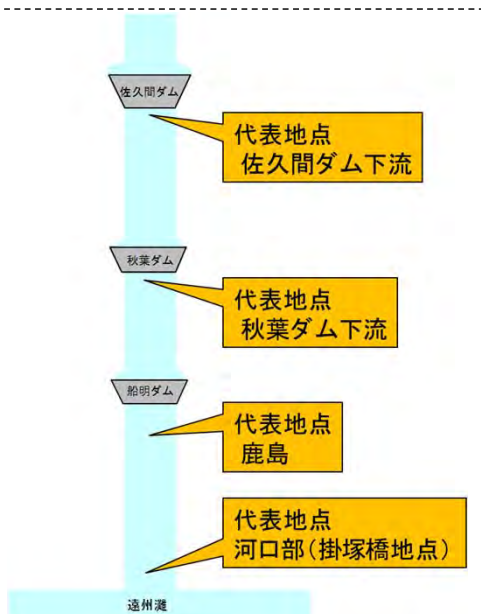 佐久間ダム
代表地点
佐久間ダム下流
秋葉ダム
代表地点
秋葉ダム下流
船明ダム
代表地点
鹿島
代表地点
河口部(掛塚橋地点)
遠州灘